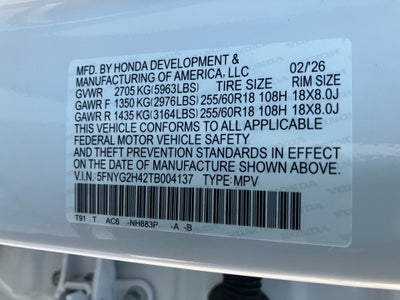 MFD. BY HONDA DEVELOPMENT & 02/'26
MANUFACTURING OF AMERICA, LLC
GVWR 2705 KG(5963LBS) TIRE SIZE RIM SIZE
GAWR F 1350 KG(2976LBS) 255/60R18 108H 18X8.0J
GAWR R 1435 KG(3164LBS) 255/60R18 108H 18X8.0J
THIS VEHICLE CONFORMS TO ALL APPLICABLE
FEDERAL MOTOR VEHICLE SAFETY
AND THEFT PREVENTION STANDARDS IN EFFECT
ON THE DATE OF MANUFACTURE SHOWN ABOVE.
V.I.N.:5FNYG2H42TB004137 TYPE:MPV
T91 T AC6 -NH883P -A -B